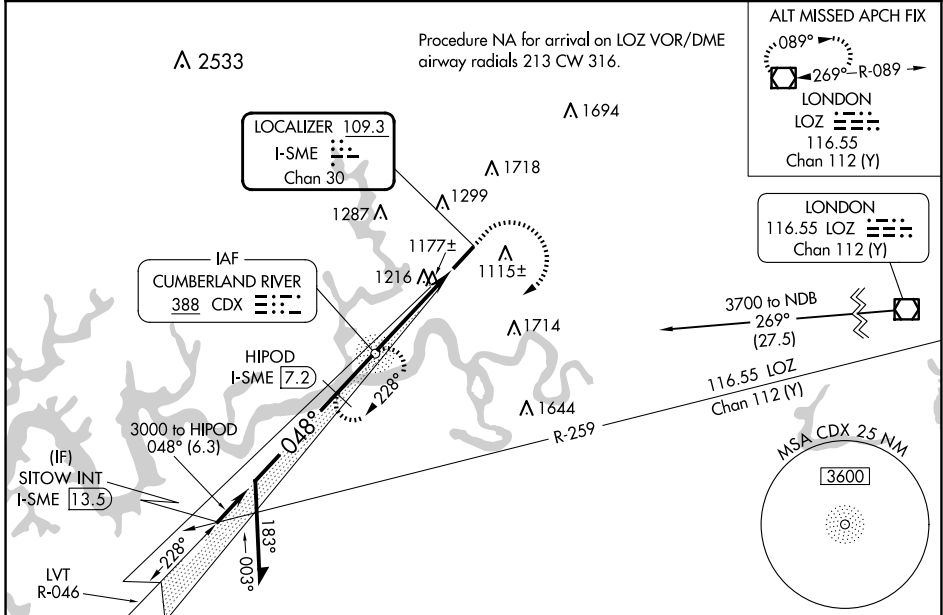 2533
Procedure NA for arrival on LOZ VOR/DME
airway radials 213 CW 316.
ALT MISSED APCH FIX
089°
269°
R-089
LONDON
LOZ
116.55
Chan 112 (Y)
1694
LOCALIZER 109.3
I-SME
Chan 30
1718
1299
1287
1177±
1216
1115±
LONDON
116.55 LOZ
Chan 112 (Y)
IAF
CUMBERLAND RIVER
388 CDX
3700 to NDB
269°
(27.5)
1714
HIPOD
I-SME 7.2
228°
116.55 LOZ
Chan 112 (Y)
1644
R-259
048°
3000 to HIPOD
048° (6.3)
(IF)
SITOW INT
I-SME 13.5
MSA CDX 25 NM
3600
183°
003°
228°
LVT
R-046